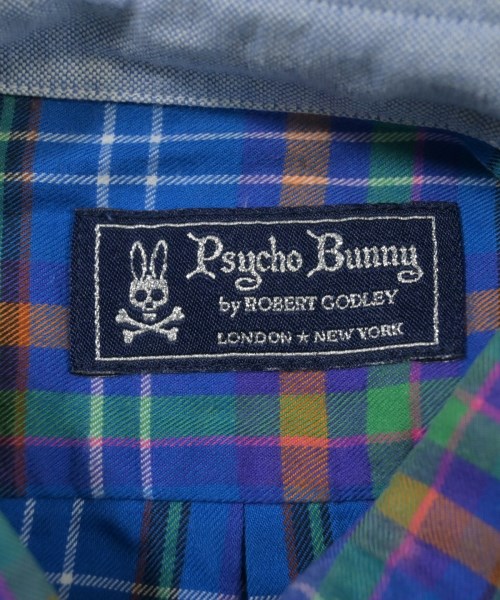 Psycho Bunny
by ROBERT GODLEY
LONDON ★ NEW YORK